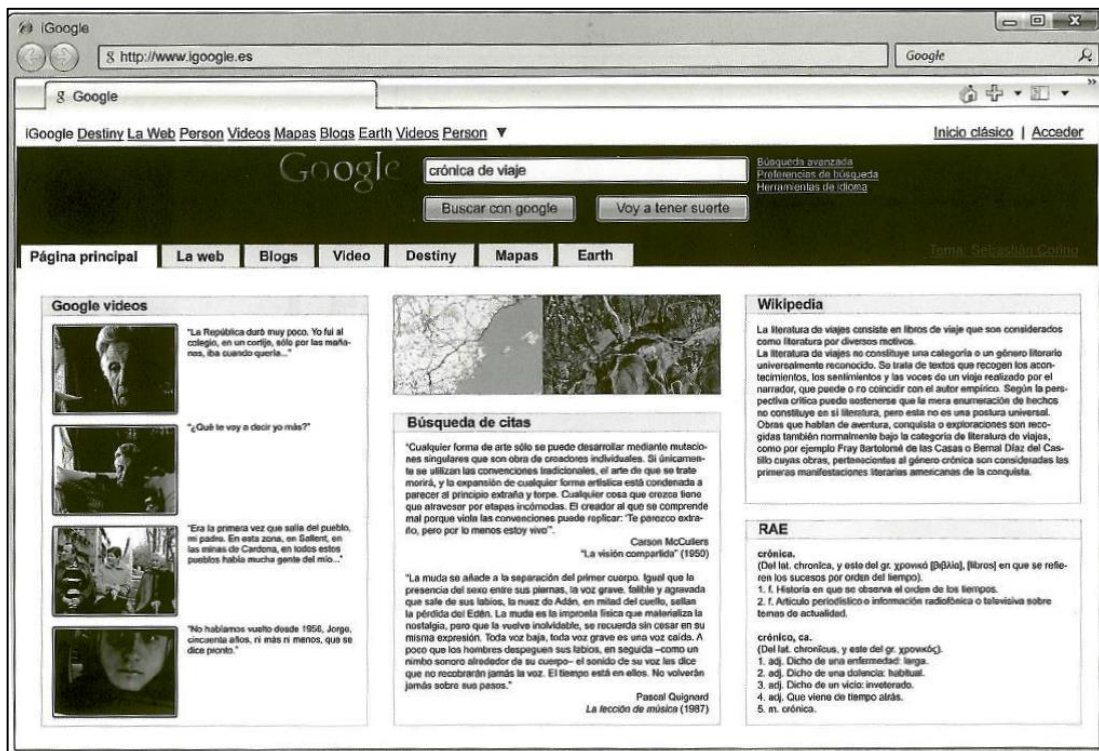 iGoogle
http://www.igoogle.es
Google
Google
iGoogle Destiny La Web Person Videos Mapas Blogs Earth Videos Person ▼
Inicio clásico | Acceder
Google
crónica de viaje
Búsqueda avanzada
Preferencias de búsqueda
Herramientas de idioma
Buscar con google
Voy a tener suerte
Página principal
La web
Blogs
Video
Destiny
Mapas
Earth
Tema: Sebastián Corino
Google videos
"La República duró muy poco. Yo fui al
colegio, en un cortijo, sólo por las maña-
nas, iba cuando quería..."
"¿Qué te voy a decir yo más?"
"Era la primera vez que salía del pueblo,
mi padre. En esta zona, en Sallent, en
las minas de Cardona, en todos estos
pueblos había mucha gente del mío..."
"No habíamos vuelto desde 1956, Jorge,
cincuenta años, ni más ni menos, que se
dice pronto."
Búsqueda de citas
"Cualquier forma de arte sólo se puede desarrollar mediante mutacio-
nes singulares que son obra de creadores individuales. Si únicamen-
te se utilizan las convenciones tradicionales, el arte de que se trate
morirá, y la expansión de cualquier forma artística está condenada a
parecer al principio extraña y torpe. Cualquier cosa que crezca tiene
que atravesar por etapas incómodas. El creador al que se comprende
mal porque viola las convenciones puede replicar: 'Te parezco extra-
ño, pero por lo menos estoy vivo'".
Carson McCullers
"La visión compartida" (1950)
"La muda se añade a la separación del primer cuerpo. Igual que la
presencia del sexo entre sus piernas, la voz grave, falible y agravada
que sale de sus labios, la nuez de Adán, en mitad del cuello, sellan
la pérdida del Edén. La muda es la impronta física que materializa la
nostalgia, pero que la vuelve inolvidable, se recuerda sin cesar en su
misma expresión. Toda voz baja, toda voz grave es una voz caída. A
poco que los hombres despeguen sus labios, en seguida –como un
nimbo sonoro alrededor de su cuerpo– el sonido de su voz les dice
que no recobrarán jamás la voz. El tiempo está en ellos. No volverán
jamás sobre sus pasos."
Pascal Quignard
La lección de música (1987)
Wikipedia
La literatura de viajes consiste en libros de viaje que son considerados
como literatura por diversos motivos.
La literatura de viajes no constituye una categoría o un género literario
universalmente reconocido. Se trata de textos que recogen los acon-
tecimientos, los sentimientos y las voces de un viaje realizado por el
narrador, que puede o no coincidir con el autor empírico. Según la pers-
pectiva crítica puede sostenerse que la mera enumeración de hechos
no constituye en sí literatura, pero esta no es una postura universal.
Obras que hablan de aventura, conquista o exploraciones son reco-
gidas también normalmente bajo la categoría de literatura de viajes,
como por ejemplo Fray Bartolomé de las Casas o Bernal Díaz del Cas-
tillo cuyas obras, pertenecientes al género crónica son consideradas las
primeras manifestaciones literarias americanas de la conquista.
RAE
crónica.
(Del lat. chronica, y este del gr. χρονικά [βιβλία], [libros] en que se refie-
ren los sucesos por orden del tiempo).
1. f. Historia en que se observa el orden de los tiempos.
2. f. Artículo periodístico o información radiofónica o televisiva sobre
temas de actualidad.
crónico, ca.
(Del lat. chronĭcus, y este del gr. χρονικός).
1. adj. Dicho de una enfermedad: larga.
2. adj. Dicho de una dolencia: habitual.
3. adj. Dicho de un vicio: inveterado.
4. adj. Que viene de tiempo atrás.
5. m. crónica.